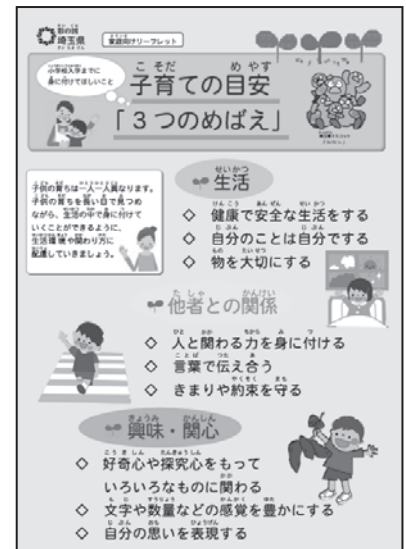 彩の国
埼玉県
家庭向けリーフレット
小学校入学までに
身に付けてほしいこと
子育ての目安
「３つのめばえ」
子供の育ちは一人一人異なります。
子供の育ちを長い目で見つめ
ながら、生活の中で身に付けて
いくことができるように、
生活環境や関わり方に
配慮していきましょう。
生活
◇ 健康で安全な生活をする
◇ 自分のことは自分でする
◇ 物を大切にする
他者との関係
◇ 人と関わる力を身に付ける
◇ 言葉で伝え合う
◇ きまりや約束を守る
興味・関心
◇ 好奇心や探究心をもって
いろいろなものに関わる
◇ 文字や数量などの感覚を豊かにする
◇ 自分の思いを表現する